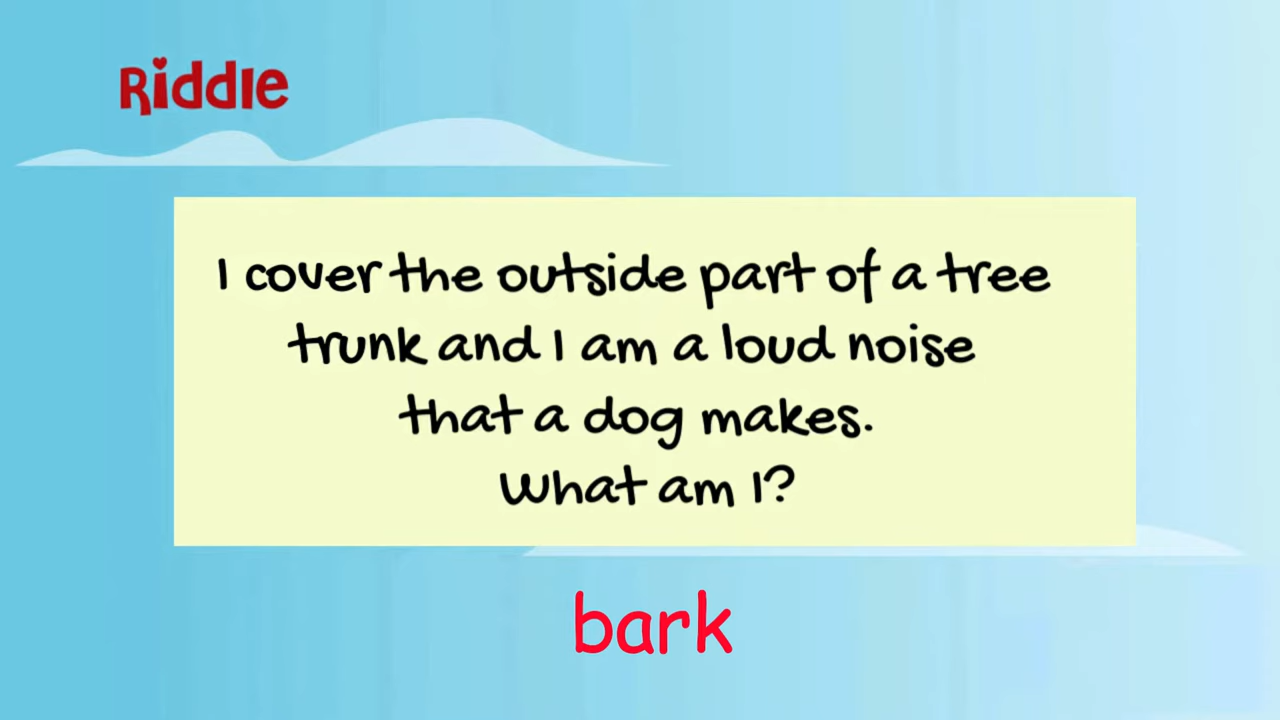 Riddle
I cover the outside part of a tree
trunk and I am a loud noise
that a dog makes.
What am I?
bark